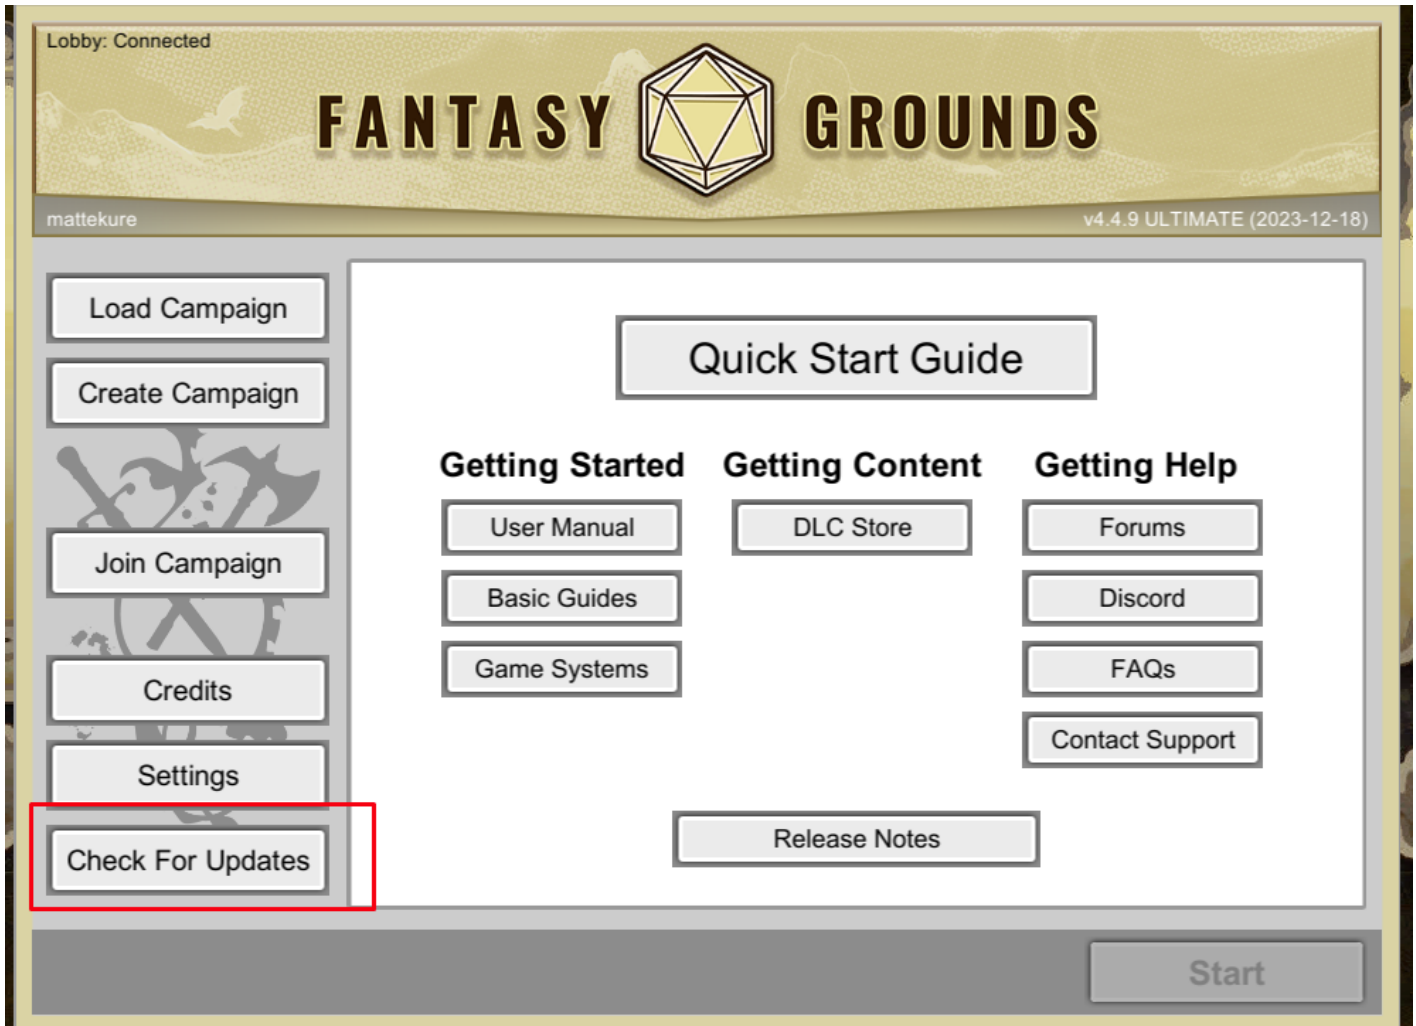 Lobby: Connected
FANTASY GROUNDS
mattekure
v4.4.9 ULTIMATE (2023-12-18)
Load Campaign
Create Campaign
Join Campaign
Credits
Settings
Check For Updates
Quick Start Guide
Getting Started
User Manual
Basic Guides
Game Systems
Getting Content
DLC Store
Getting Help
Forums
Discord
FAQs
Contact Support
Release Notes
Start